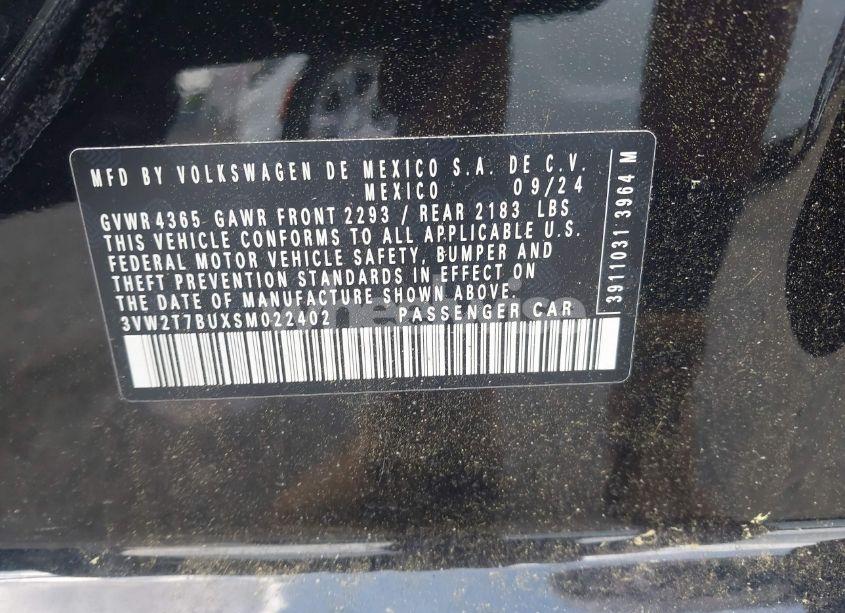 MFD BY VOLKSWAGEN DE MEXICO S.A. DE C.V.
MEXICO 09/24
GVWR 4365 GAWR FRONT 2293 / REAR 2183 LBS
THIS VEHICLE CONFORMS TO ALL APPLICABLE U.S.
FEDERAL MOTOR VEHICLE SAFETY, BUMPER AND
THEFT PREVENTION STANDARDS IN EFFECT ON
THE DATE OF MANUFACTURE SHOWN ABOVE.
3VW2T7BUXSM022402 PASSENGER CAR
3911031 3964 M